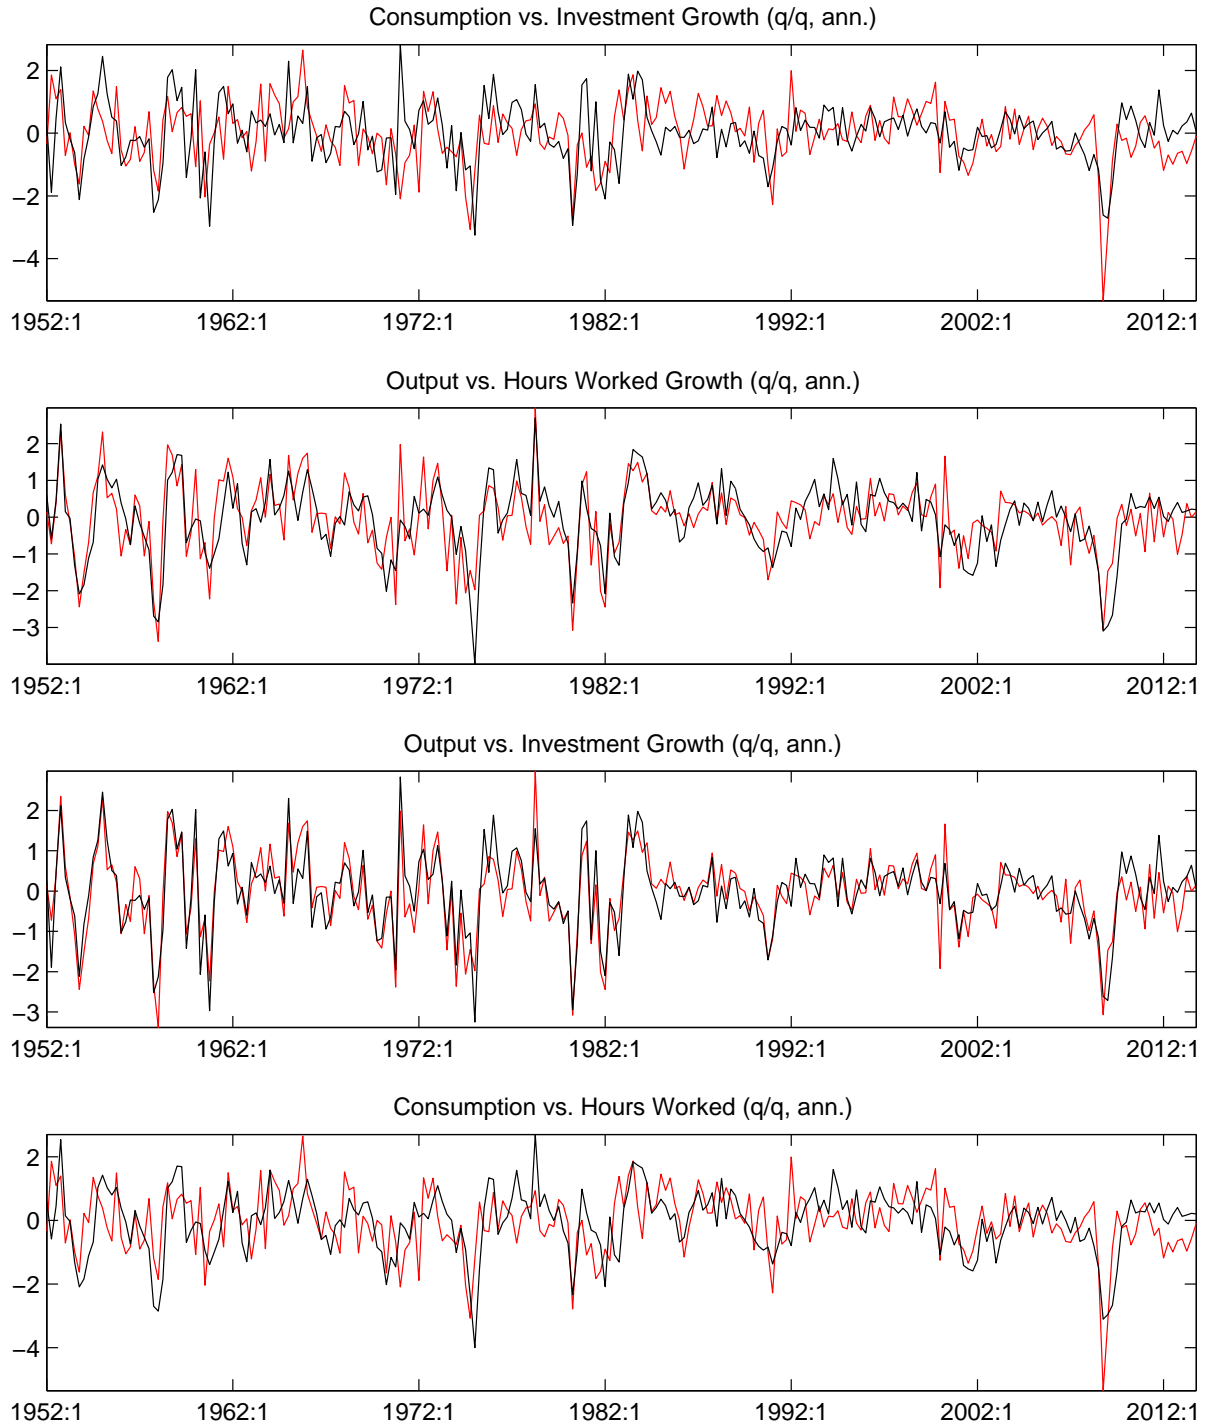 Consumption vs. Investment Growth (q/q, ann.)
2
0
−2
−4
1952:1 1962:1 1972:1 1982:1 1992:1 2002:1 2012:1
Output vs. Hours Worked Growth (q/q, ann.)
2
1
0
−1
−2
−3
1952:1 1962:1 1972:1 1982:1 1992:1 2002:1 2012:1
Output vs. Investment Growth (q/q, ann.)
2
1
0
−1
−2
−3
1952:1 1962:1 1972:1 1982:1 1992:1 2002:1 2012:1
Consumption vs. Hours Worked (q/q, ann.)
2
0
−2
−4
1952:1 1962:1 1972:1 1982:1 1992:1 2002:1 2012:1